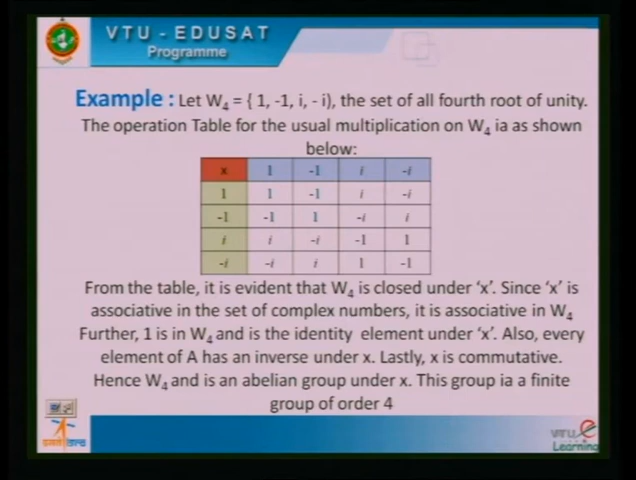 VTU - EDUSAT
Programme
Example : Let W4 = { 1, -1, i, - i), the set of all fourth root of unity.
The operation Table for the usual multiplication on W4 ia as shown
below:
x 1 -1 i -i
1 1 -1 i -i
-1 -1 1 -i i
i i -i -1 1
-i -i i 1 -1
From the table, it is evident that W4 is closed under ‘x’. Since ‘x’ is
associative in the set of complex numbers, it is associative in W4
Further, 1 is in W4 and is the identity element under ‘x’. Also, every
element of A has an inverse under x. Lastly, x is commutative.
Hence W4 and is an abelian group under x. This group ia a finite
group of order 4
VTU e
Learning